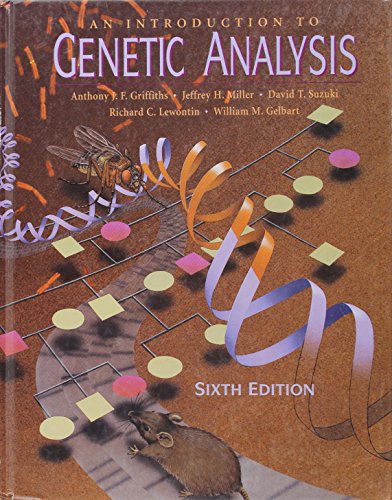 AN INTRODUCTION TO
GENETIC ANALYSIS
Anthony J. F. Griffiths • Jeffrey H. Miller • David T. Suzuki
Richard C. Lewontin • William M. Gelbart
SIXTH EDITION